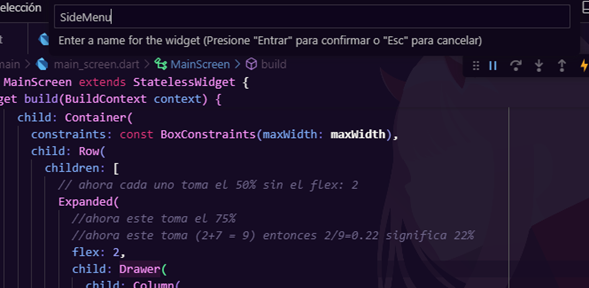 elección
SideMenu
Enter a name for the widget (Presione "Entrar" para confirmar o "Esc" para cancelar)
main > main_screen.dart > MainScreen > build
MainScreen extends StatelessWidget {
get build(BuildContext context) {
child: Container(
constraints: const BoxConstraints(maxWidth: maxWidth),
child: Row(
children: [
// ahora cada uno toma el 50% sin el flex: 2
Expanded(
//ahora este toma el 75%
//ahora este toma (2+7 = 9) entonces 2/9=0.22 significa 22%
flex: 2,
child: Drawer(
child: Column(